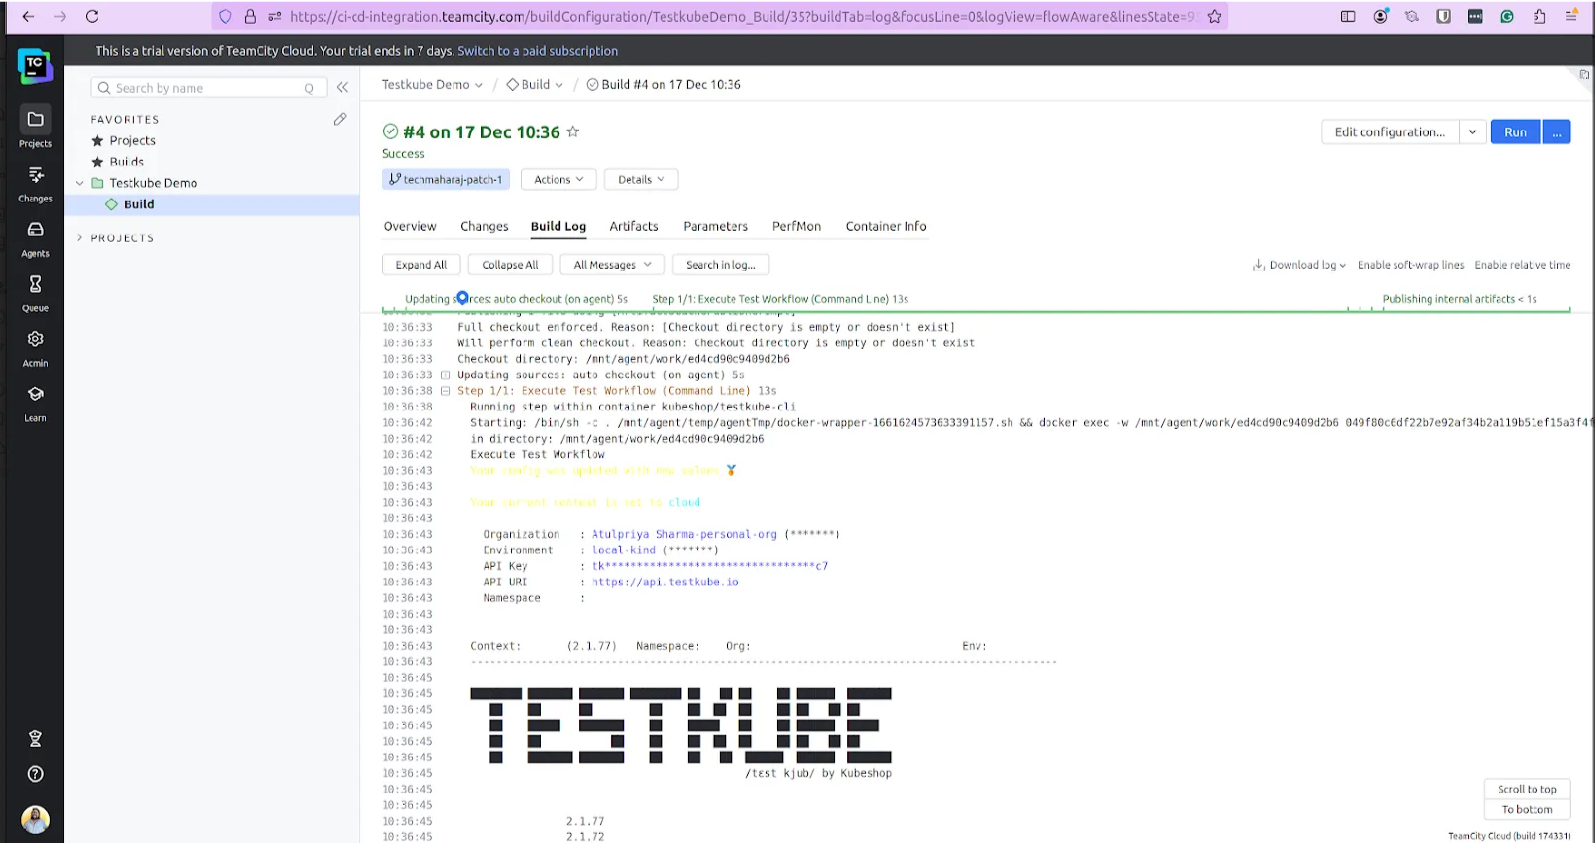 https://ci-cd-integration.teamcity.com/buildConfiguration/TestkubeDemo_Build/35?buildTab=log&focusLine=0&logView=flowAware&linesState=9
This is a trial version of TeamCity Cloud. Your trial ends in 7 days. Switch to a paid subscription
TC
Search by name
Q
Testkube Demo / Build / Build #4 on 17 Dec 10:36
FAVORITES
Projects
Builds
Testkube Demo
Build
PROJECTS
Projects
Changes
Agents
Queue
Admin
Learn
#4 on 17 Dec 10:36
Success
Edit configuration...
Run
...
techmaharaj-patch-1
Actions
Details
Overview Changes Build Log Artifacts Parameters PerfMon Container Info
Expand All Collapse All All Messages Search in log...
Download log Enable soft-wrap lines Enable relative time
Updating sources: auto checkout (on agent) 5s Step 1/1: Execute Test Workflow (Command Line) 13s Publishing internal artifacts < 1s
10:36:33 Full checkout enforced. Reason: [Checkout directory is empty or doesn't exist]
10:36:33 Will perform clean checkout. Reason: Checkout directory is empty or doesn't exist
10:36:33 Checkout directory: /mnt/agent/work/ed4cd90c9409d2b6
10:36:33 Updating sources: auto checkout (on agent) 5s
10:36:38 Step 1/1: Execute Test Workflow (Command Line) 13s
10:36:38 Running step within container kubeshop/testkube-cli
10:36:42 Starting: /bin/sh -c . /mnt/agent/temp/agentTmp/docker-wrapper-1661624573633391157.sh && docker exec -w /mnt/agent/work/ed4cd90c9409d2b6
10:36:42 in directory: /mnt/agent/work/ed4cd90c9409d2b6
10:36:42 Execute Test Workflow
10:36:43 Your config was updated with new values 🥇
10:36:43
10:36:43 Your current context is set to cloud
10:36:43
10:36:43 Organization : Atulpriya Sharma-personal-org (*******)
10:36:43 Environment : local-kind (*******)
10:36:43 API Key : tk*********************************c7
10:36:43 API URI : https://api.testkube.io
10:36:43 Namespace :
10:36:43
10:36:43
10:36:43 Context: (2.1.77) Namespace: Org: Env:
10:36:43 --------------------------------------------------------------------------------------------
10:36:45
10:36:45 TESTKUBE
10:36:45
10:36:45
10:36:45
10:36:45
10:36:45 /tɛst kjub/ by Kubeshop
10:36:45
10:36:45
10:36:45 2.1.77
10:36:45 2.1.72
Scroll to top
To bottom
TeamCity Cloud (build 174331)